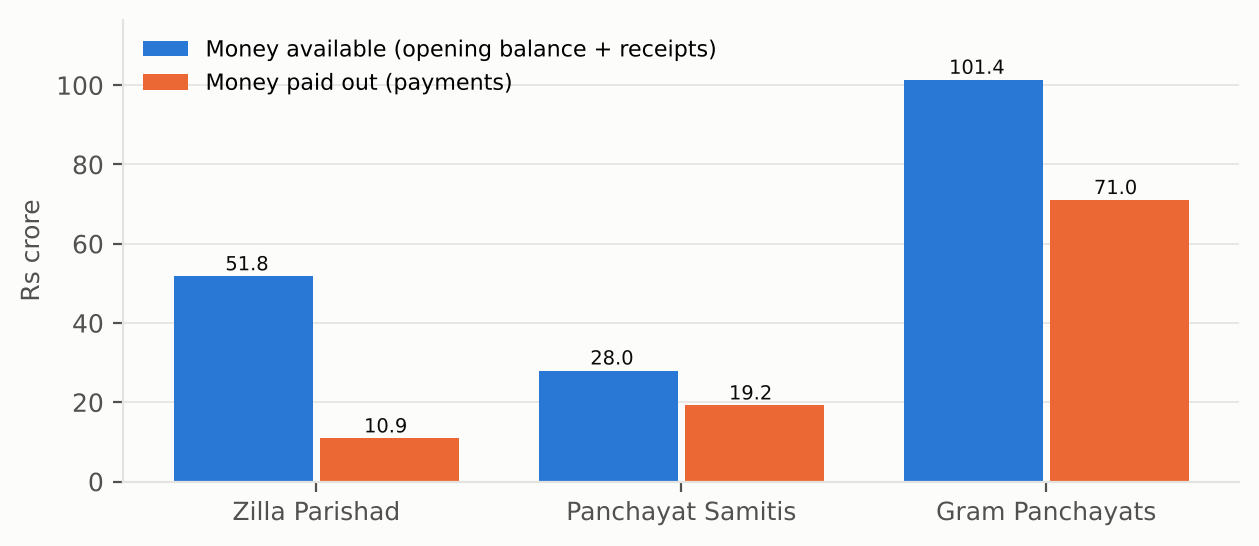 Money available (opening balance + receipts)
Money paid out (payments)
Rs crore
100
80
60
40
20
0
51.8
10.9
28.0
19.2
101.4
71.0
Zilla Parishad
Panchayat Samitis
Gram Panchayats